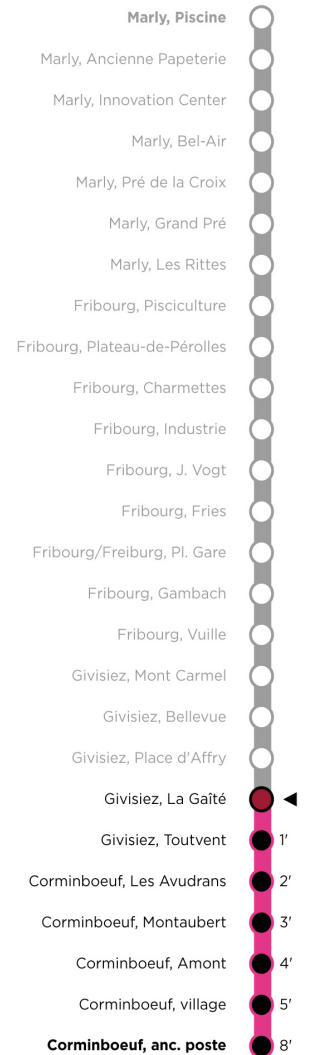 Marly, Piscine
Marly, Ancienne Papeterie
Marly, Innovation Center
Marly, Bel-Air
Marly, Pré de la Croix
Marly, Grand Pré
Marly, Les Rittes
Fribourg, Pisciculture
Fribourg, Plateau-de-Pérolles
Fribourg, Charmettes
Fribourg, Industrie
Fribourg, J. Vogt
Fribourg, Fries
Fribourg/Freiburg, Pl. Gare
Fribourg, Gambach
Fribourg, Vuille
Givisiez, Mont Carmel
Givisiez, Bellevue
Givisiez, Place d'Affry
Givisiez, La Gaîté
Givisiez, Toutvent 1'
Corminboeuf, Les Avudrans 2'
Corminboeuf, Montaubert 3'
Corminboeuf, Amont 4'
Corminboeuf, village 5'
Corminboeuf, anc. poste 8'